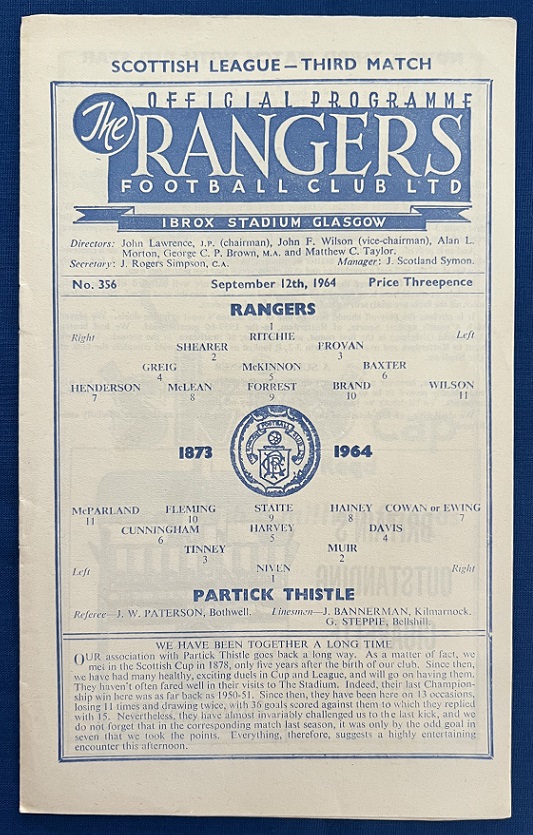 SCOTTISH LEAGUE — THIRD MATCH
OFFICIAL PROGRAMME
The RANGERS
FOOTBALL CLUB LTD
IBROX STADIUM GLASGOW
Directors: John Lawrence, J.P. (chairman), John F. Wilson (vice-chairman), Alan L.
Morton, George C. P. Brown, M.A. and Matthew C. Taylor.
Secretary: J. Rogers Simpson, C.A. Manager: J. Scotland Symon.
No. 356 September 12th, 1964 Price Threepence
RANGERS
1
Right RITCHIE Left
SHEARER PROVAN
2 3
GREIG McKINNON BAXTER
4 5 6
HENDERSON McLEAN FORREST BRAND WILSON
7 8 9 10 11
1873 1964
McPARLAND FLEMING STAITE HAINEY COWAN or EWING
11 10 9 8 7
CUNNINGHAM HARVEY DAVIS
6 5 4
TINNEY MUIR
3 2
Left NIVEN Right
1
PARTICK THISTLE
Referee—J. W. PATERSON, Bothwell. Linesmen—J. BANNERMAN, Kilmarnock.
G. STEPPIE, Bellshill.
WE HAVE BEEN TOGETHER A LONG TIME
OUR association with Partick Thistle goes back a long way. As a matter of fact, we
met in the Scottish Cup in 1878, only five years after the birth of our club. Since then,
we have had many healthy, exciting duels in Cup and League, and will go on having them.
They haven't often fared well in their visits to The Stadium. Indeed, their last Champion-
ship win here was as far back as 1950-51. Since then, they have been here on 13 occasions,
losing 11 times and drawing twice, with 36 goals scored against them to which they replied
with 15. Nevertheless, they have almost invariably challenged us to the last kick, and we
do not forget that in the corresponding match last season, it was only by the odd goal in
seven that we took the points. Everything, therefore, suggests a highly entertaining
encounter this afternoon.